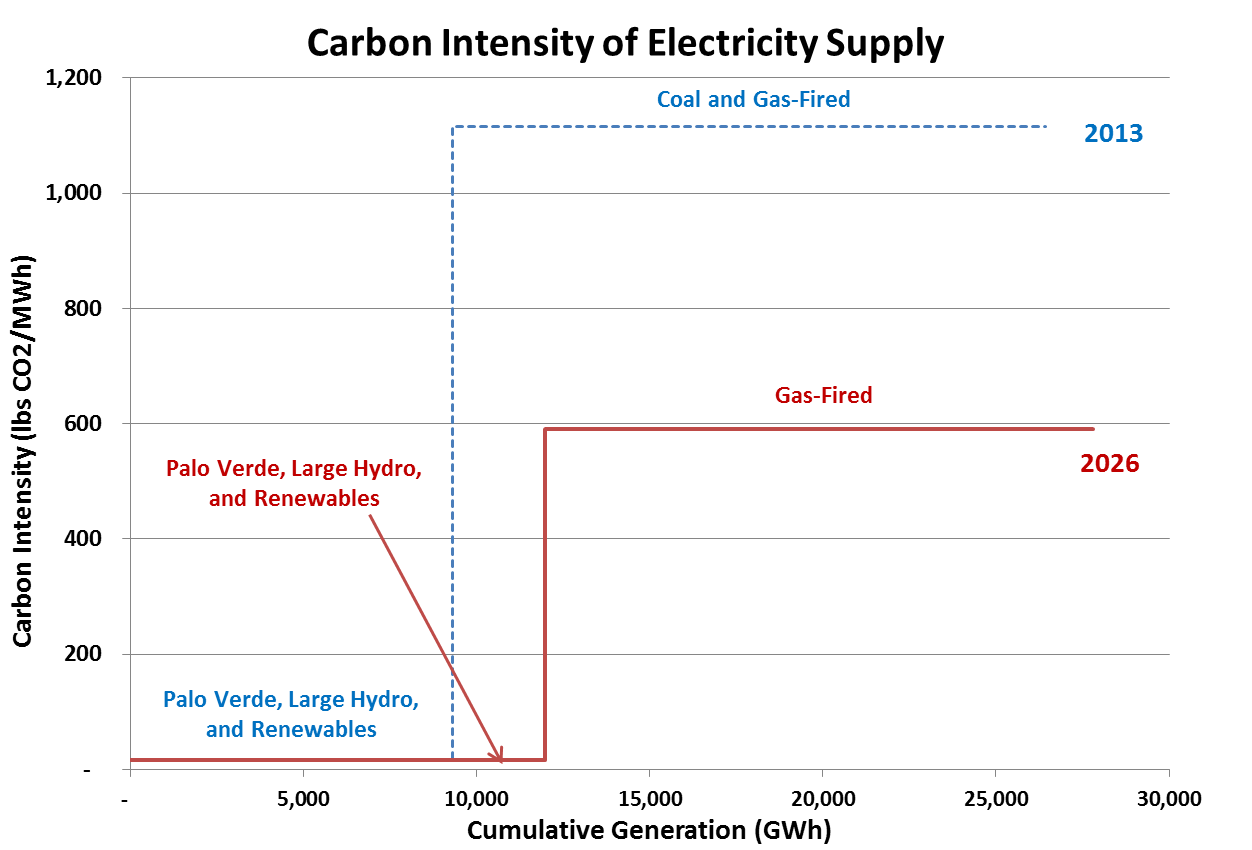 Carbon Intensity of Electricity Supply
1,200
1,000
800
600
400
200
-
Carbon Intensity (lbs CO2/MWh)
Coal and Gas-Fired
2013
Gas-Fired
2026
Palo Verde, Large Hydro,
and Renewables
Palo Verde, Large Hydro,
and Renewables
-
5,000
10,000
15,000
20,000
25,000
30,000
Cumulative Generation (GWh)